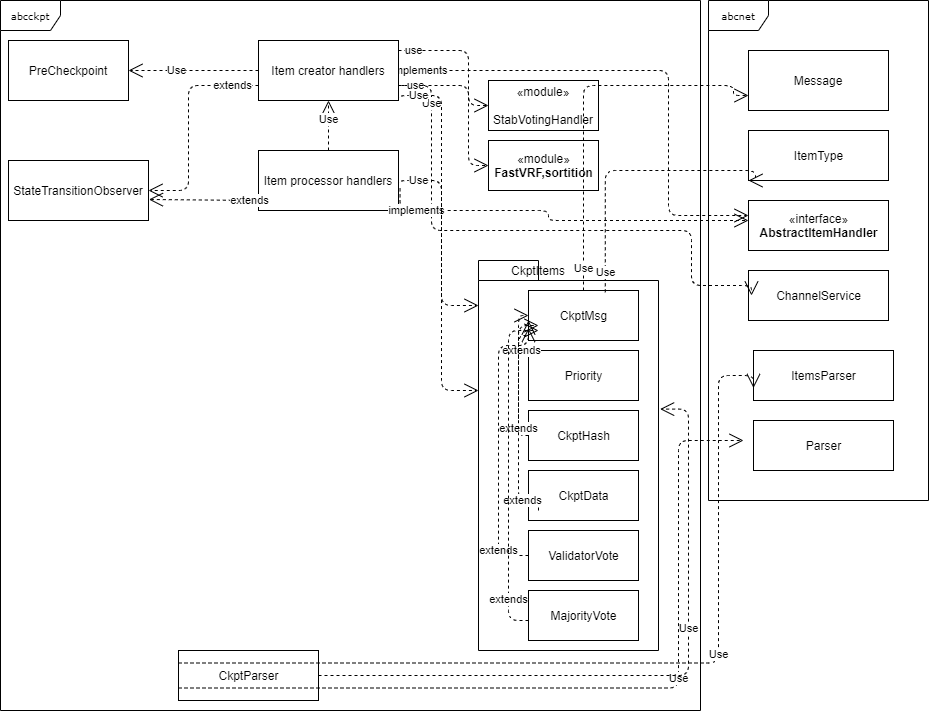 abcckpt
abcnet
PreCheckpoint
Use
Item creator handlers
use
implements
use
Use
Use
extends
«module»
StabVotingHandler
Message
Use
«module»
FastVRF,sortition
ItemType
StateTransitionObserver
Item processor handlers
Use
extends
implements
«interface»
AbstractItemHandler
CkptItems
Use
Use
ChannelService
CkptMsg
extends
Priority
ItemsParser
extends
CkptHash
Parser
extends
CkptData
extends
ValidatorVote
extends
MajorityVote
Use
Use
CkptParser
Use